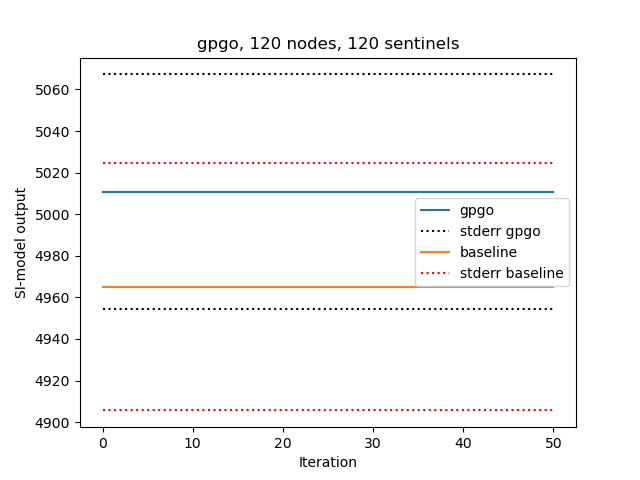 gpgo, 120 nodes, 120 sentinels
5060
5040
5020
5000
4980
4960
4940
4920
4900
SI-model output
gpgo
stderr gpgo
baseline
stderr baseline
0 10 20 30 40 50
Iteration